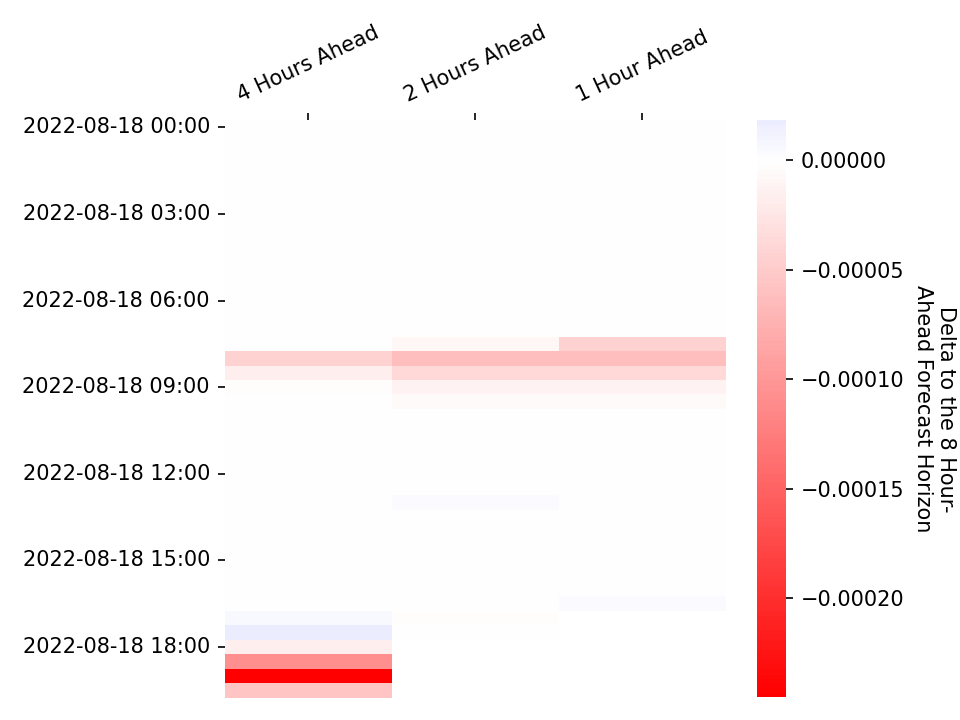 4 Hours Ahead
2 Hours Ahead
1 Hour Ahead
2022-08-18 00:00
2022-08-18 03:00
2022-08-18 06:00
2022-08-18 09:00
2022-08-18 12:00
2022-08-18 15:00
2022-08-18 18:00
0.00000
−0.00005
−0.00010
−0.00015
−0.00020
Delta to the 8 Hour-
Ahead Forecast Horizon